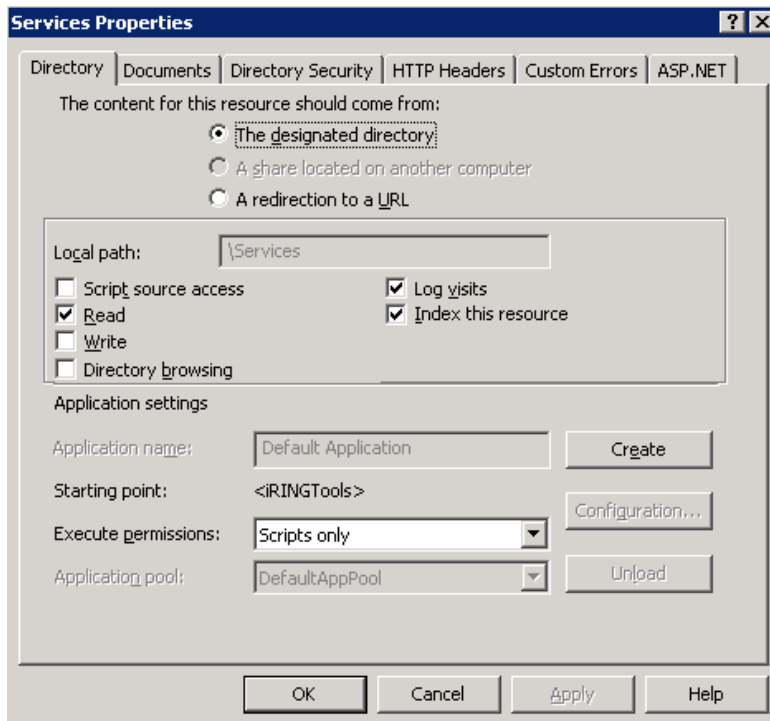 Services Properties
Directory Documents Directory Security HTTP Headers Custom Errors ASP.NET
The content for this resource should come from:
The designated directory
A share located on another computer
A redirection to a URL
Local path: \Services
Script source access Log visits
Read Index this resource
Write
Directory browsing
Application settings
Application name: Default Application Create
Starting point: <iRINGTools>
Configuration...
Execute permissions: Scripts only
Application pool: DefaultAppPool Unload
OK Cancel Apply Help